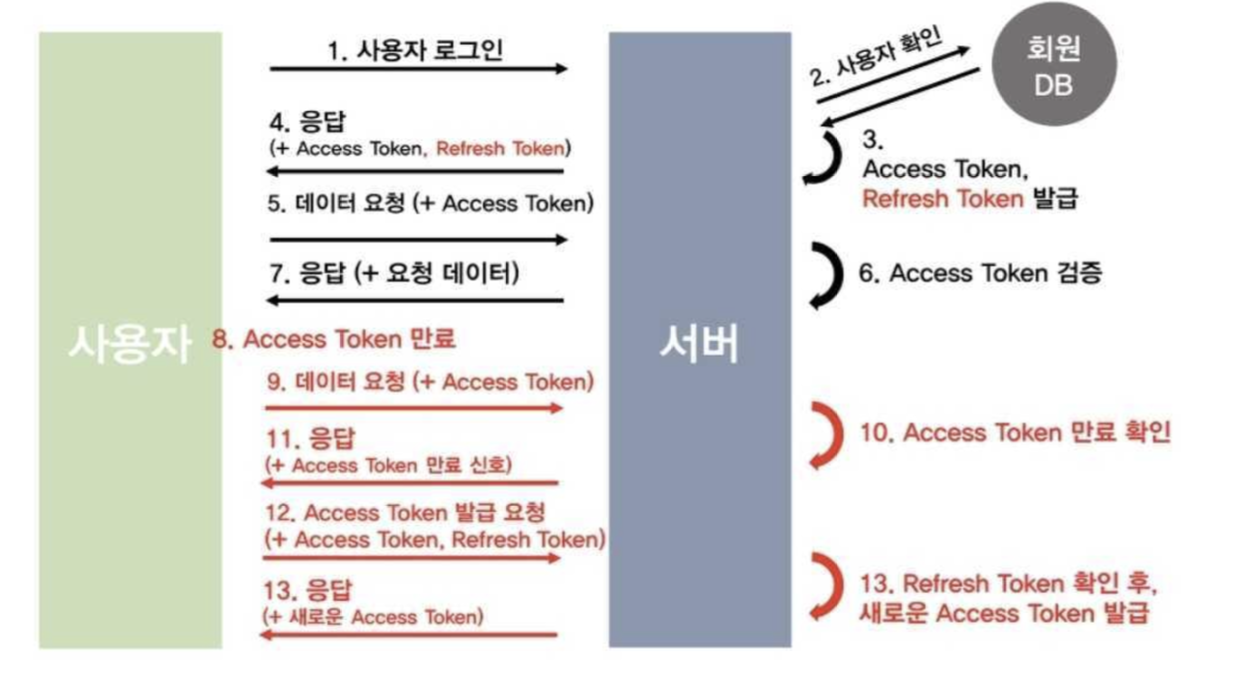 1. 사용자 로그인
2. 사용자 확인
회원
DB
3.
Access Token,
Refresh Token 발급
4. 응답
(+ Access Token, Refresh Token)
5. 데이터 요청 (+ Access Token)
6. Access Token 검증
7. 응답 (+ 요청 데이터)
사용자
서버
8. Access Token 만료
9. 데이터 요청 (+ Access Token)
10. Access Token 만료 확인
11. 응답
(+ Access Token 만료 신호)
12. Access Token 발급 요청
(+ Access Token, Refresh Token)
13. Refresh Token 확인 후,
새로운 Access Token 발급
13. 응답
(+ 새로운 Access Token)